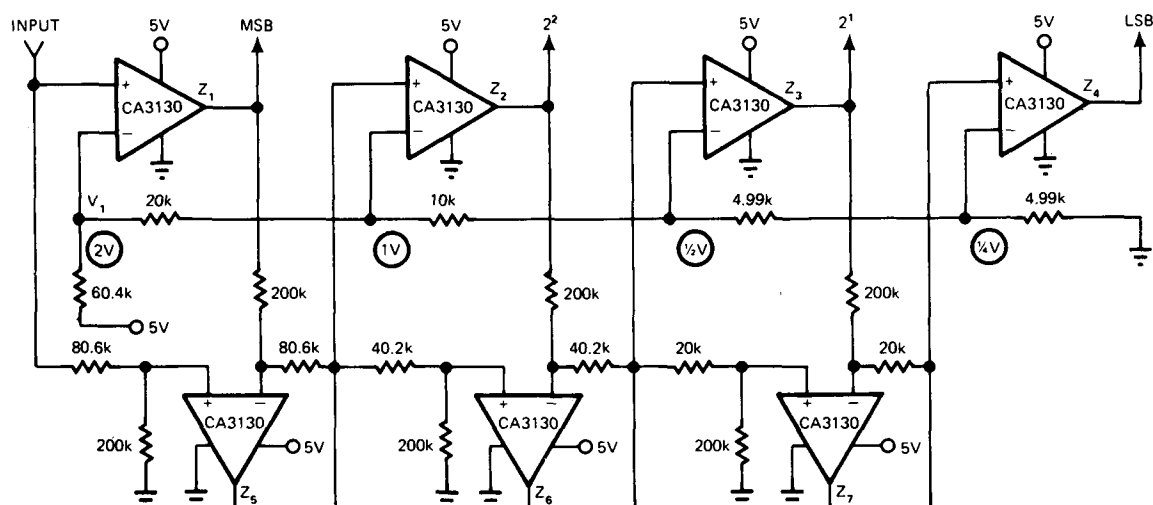 INPUT 5V MSB 5V 2² 5V 2¹ 5V LSB
+ Z₁ + Z₂ + Z₃ + Z₄
CA3130 CA3130 CA3130 CA3130
− − − −
V₁ 20k 10k 4.99k 4.99k
2V 1V ½V ¼V
60.4k 200k 200k 200k
5V
80.6k 80.6k 40.2k 40.2k 20k 20k
+ − + − + −
CA3130 CA3130 CA3130
200k 5V 200k 5V 200k 5V
Z₅ Z₆ Z₇